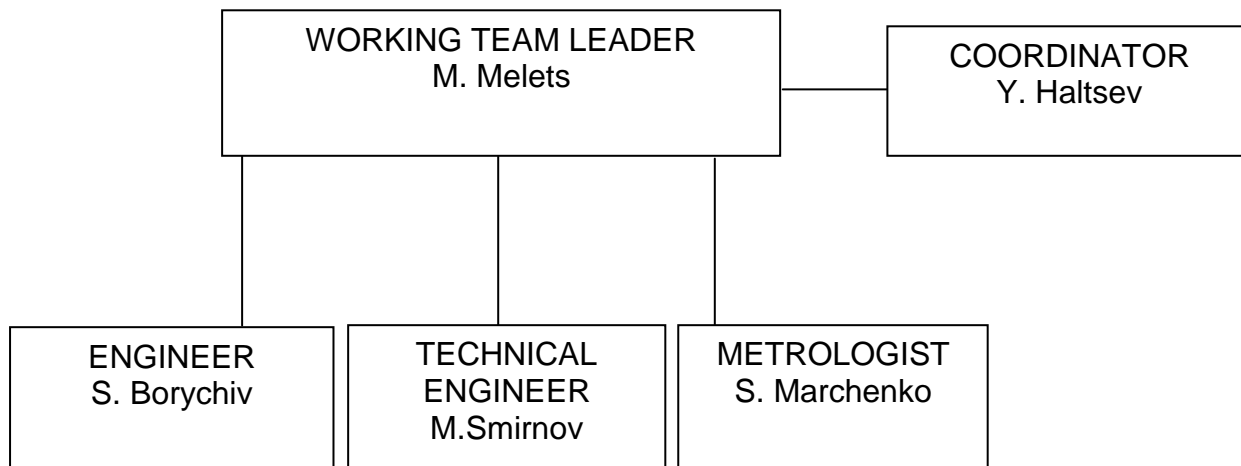 WORKING TEAM LEADER
M. Melets
COORDINATOR
Y. Haltsev
ENGINEER
S. Borychiv
TECHNICAL
ENGINEER
M.Smirnov
METROLOGIST
S. Marchenko